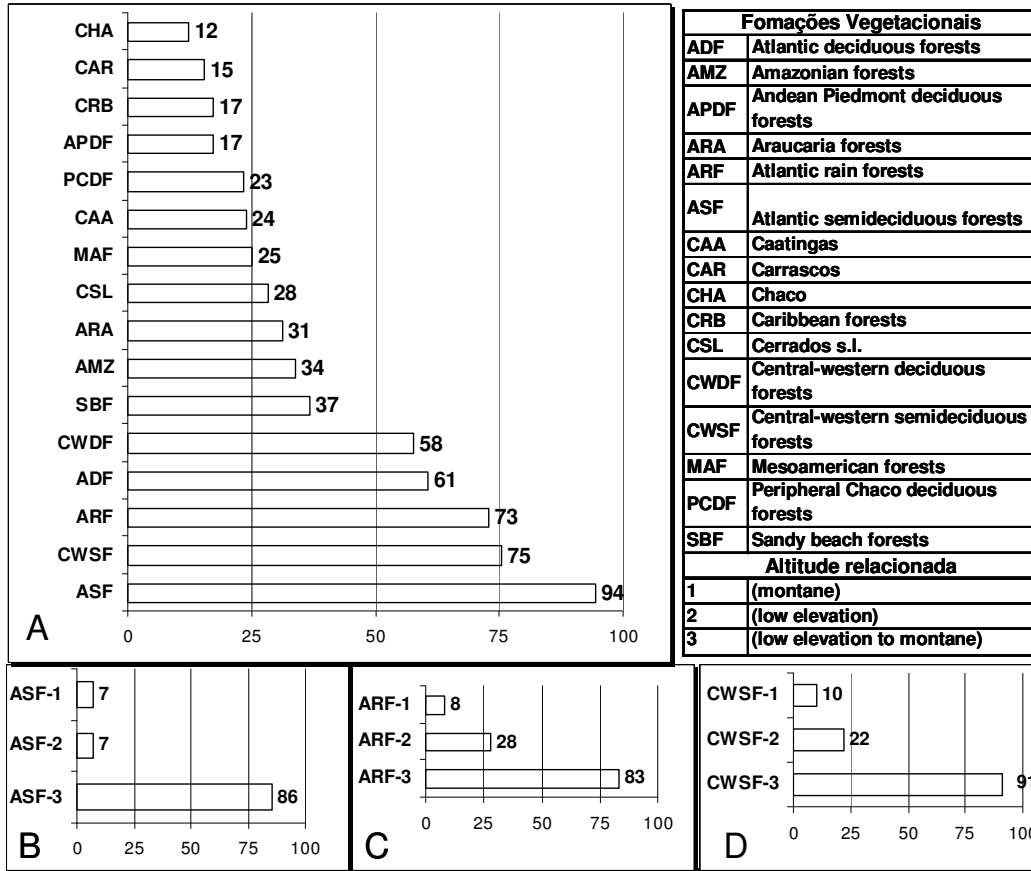 CHA 12
CAR 15
CRB 17
APDF 17
PCDF 23
CAA 24
MAF 25
CSL 28
ARA 31
AMZ 34
SBF 37
CWDF 58
ADF 61
ARF 73
CWSF 75
ASF 94
A
0 25 50 75 100
Fomações Vegetacionais
ADF Atlantic deciduous forests
AMZ Amazonian forests
APDF Andean Piedmont deciduous
forests
ARA Araucaria forests
ARF Atlantic rain forests
ASF Atlantic semideciduous forests
CAA Caatingas
CAR Carrascos
CHA Chaco
CRB Caribbean forests
CSL Cerrados s.l.
CWDF Central-western deciduous
forests
CWSF Central-western semideciduous
forests
MAF Mesoamerican forests
PCDF Peripheral Chaco deciduous
forests
SBF Sandy beach forests
Altitude relacionada
1 (montane)
2 (low elevation)
3 (low elevation to montane)
ASF-1 7
ASF-2 7
ASF-3 86
B
0 25 50 75 100
ARF-1 8
ARF-2 28
ARF-3 83
C
0 25 50 75 100
CWSF-1 10
CWSF-2 22
CWSF-3 91
D
0 25 50 75 100